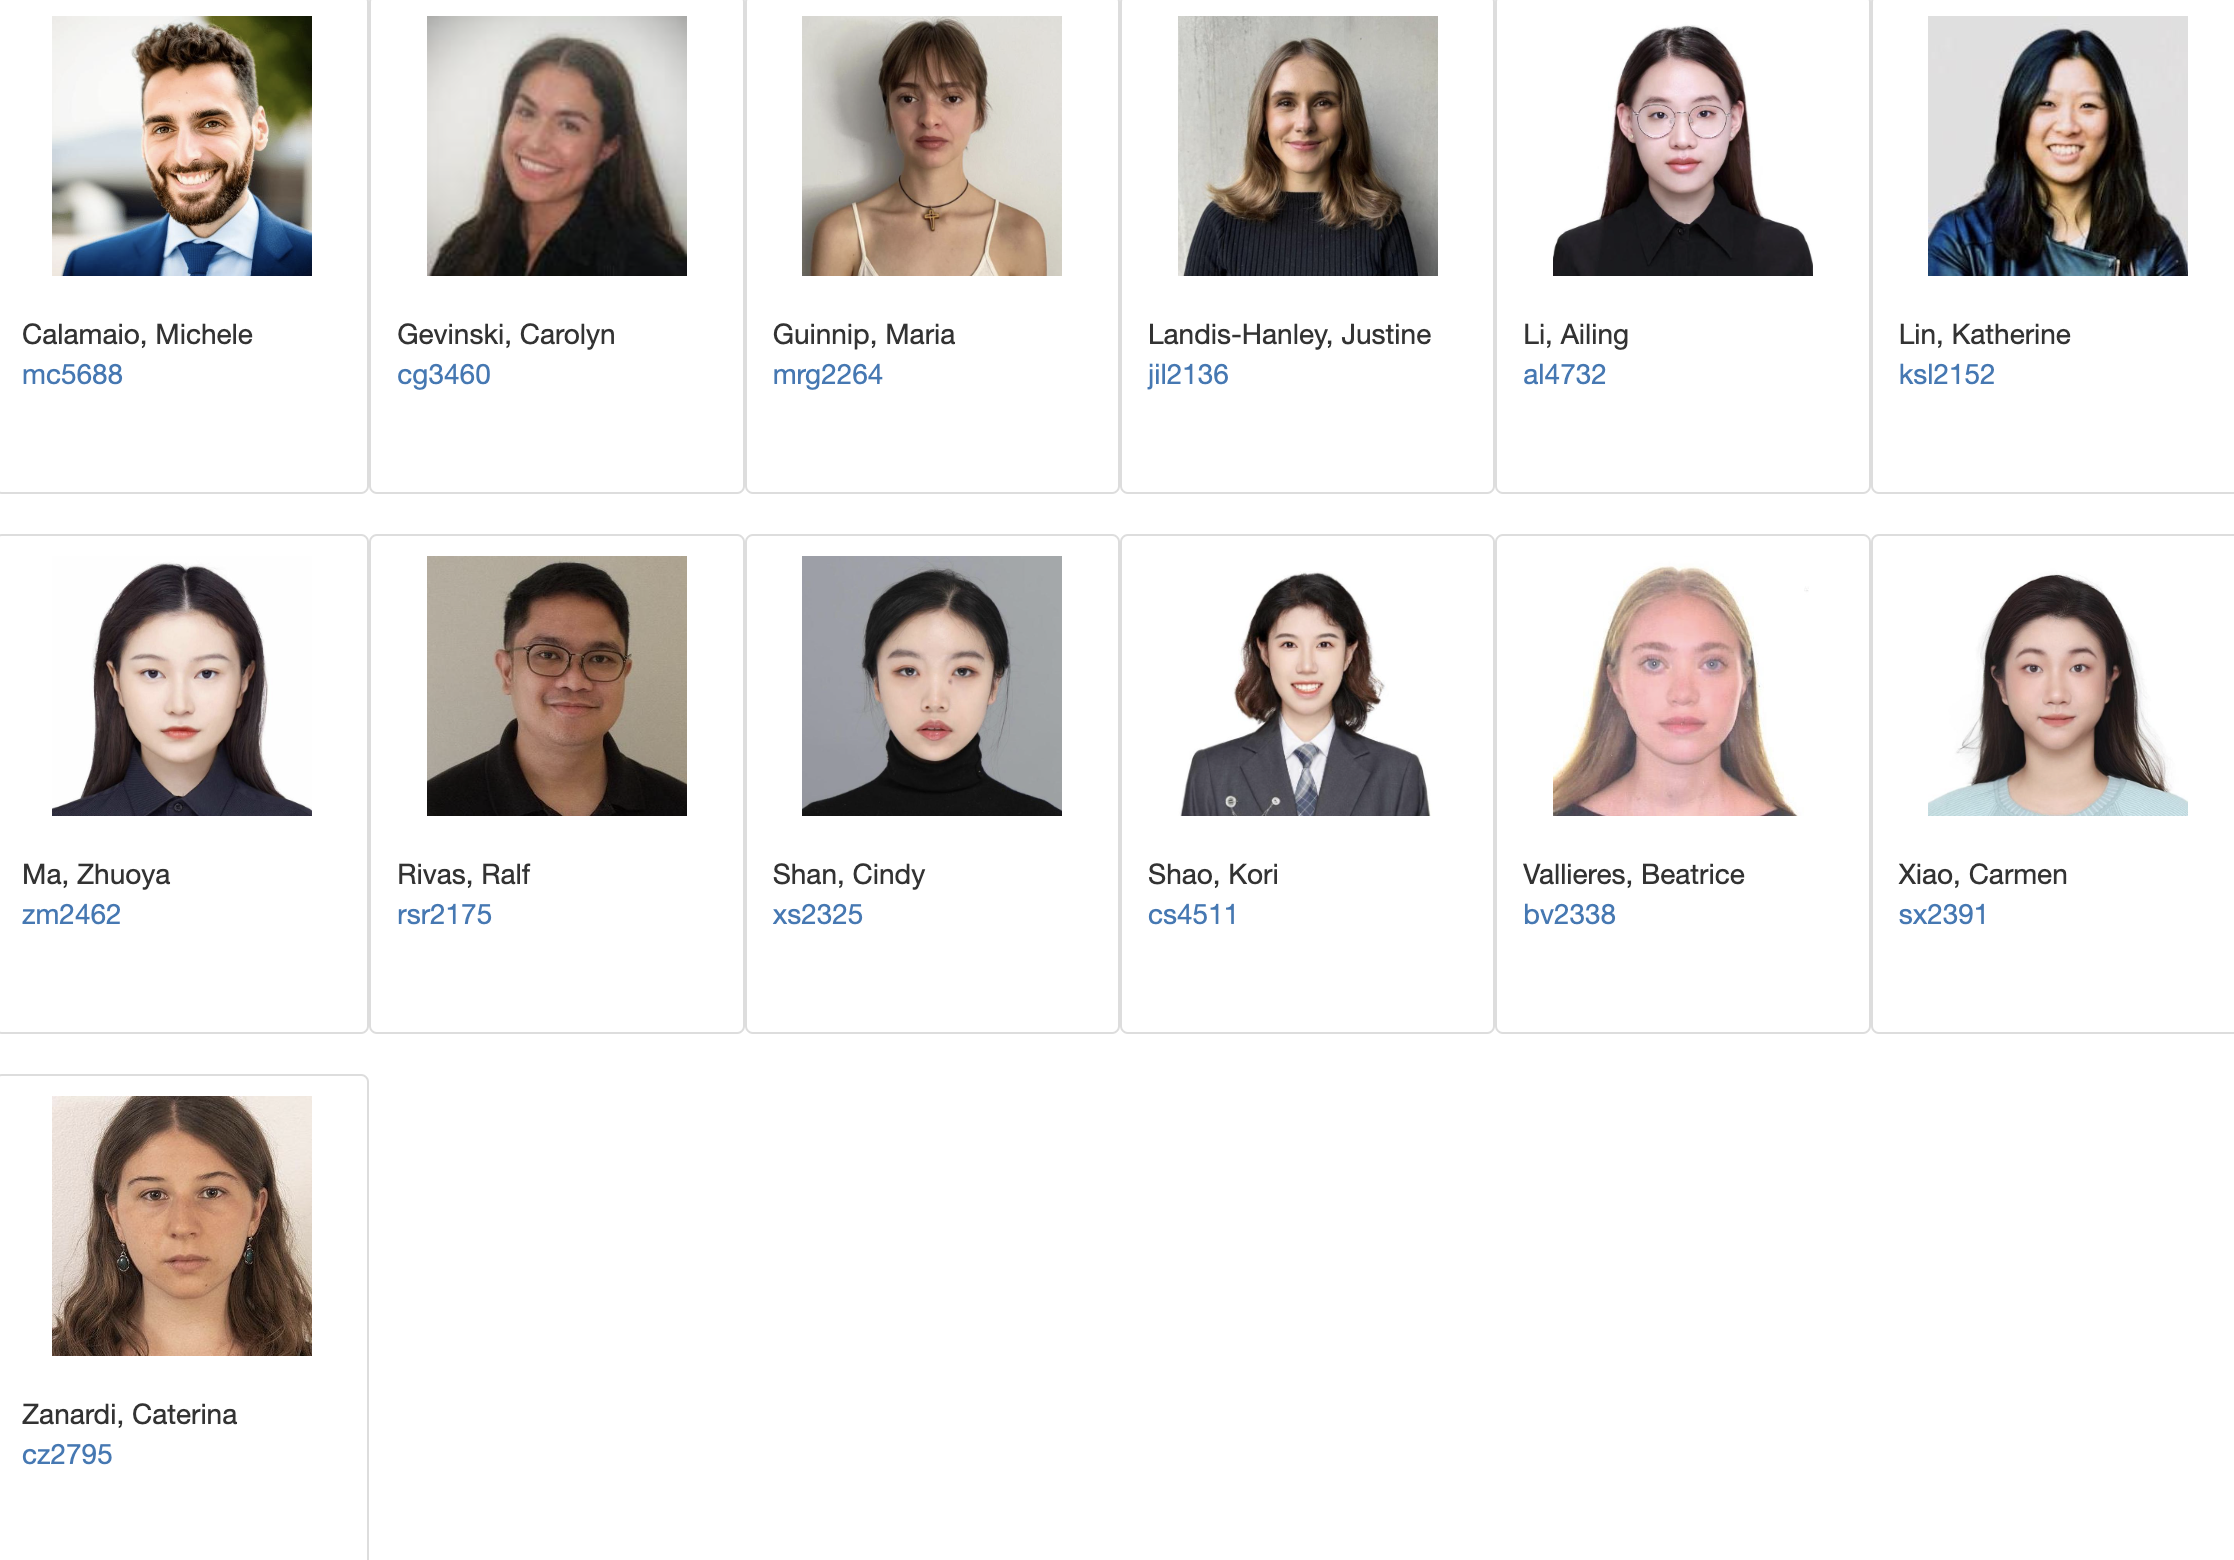 Calamaio, Michele
mc5688
Gevinski, Carolyn
cg3460
Guinnip, Maria
mrg2264
Landis-Hanley, Justine
jil2136
Li, Ailing
al4732
Lin, Katherine
ksl2152
Ma, Zhuoya
zm2462
Rivas, Ralf
rsr2175
Shan, Cindy
xs2325
Shao, Kori
cs4511
Vallieres, Beatrice
bv2338
Xiao, Carmen
sx2391
Zanardi, Caterina
cz2795